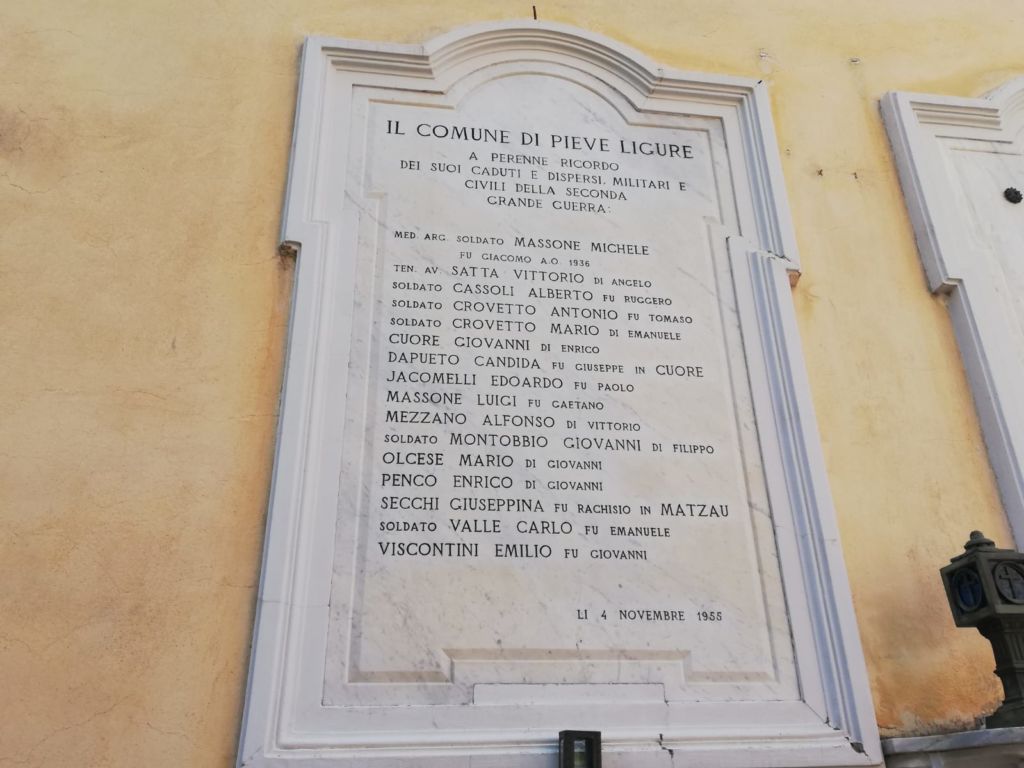 IL COMUNE DI PIEVE LIGURE
A PERENNE RICORDO
DEI SUOI CADUTI E DISPERSI, MILITARI E
CIVILI DELLA SECONDA
GRANDE GUERRA:
MED. ARG. SOLDATO MASSONE MICHELE
FU GIACOMO A.O. 1936
TEN. AV. SATTA VITTORIO DI ANGELO
SOLDATO CASSOLI ALBERTO FU RUGGERO
SOLDATO CROVETTO ANTONIO FU TOMASO
SOLDATO CROVETTO MARIO DI EMANUELE
CUORE GIOVANNI DI ENRICO
DAPUETO CANDIDA FU GIUSEPPE IN CUORE
JACOMELLI EDOARDO FU PAOLO
MASSONE LUIGI FU GAETANO
MEZZANO ALFONSO DI VITTORIO
SOLDATO MONTOBBIO GIOVANNI DI FILIPPO
OLCESE MARIO DI GIOVANNI
PENCO ENRICO DI GIOVANNI
SECCHI GIUSEPPINA FU RACHISIO IN MATZAU
SOLDATO VALLE CARLO FU EMANUELE
VISCONTINI EMILIO FU GIOVANNI
LI 4 NOVEMBRE 1955